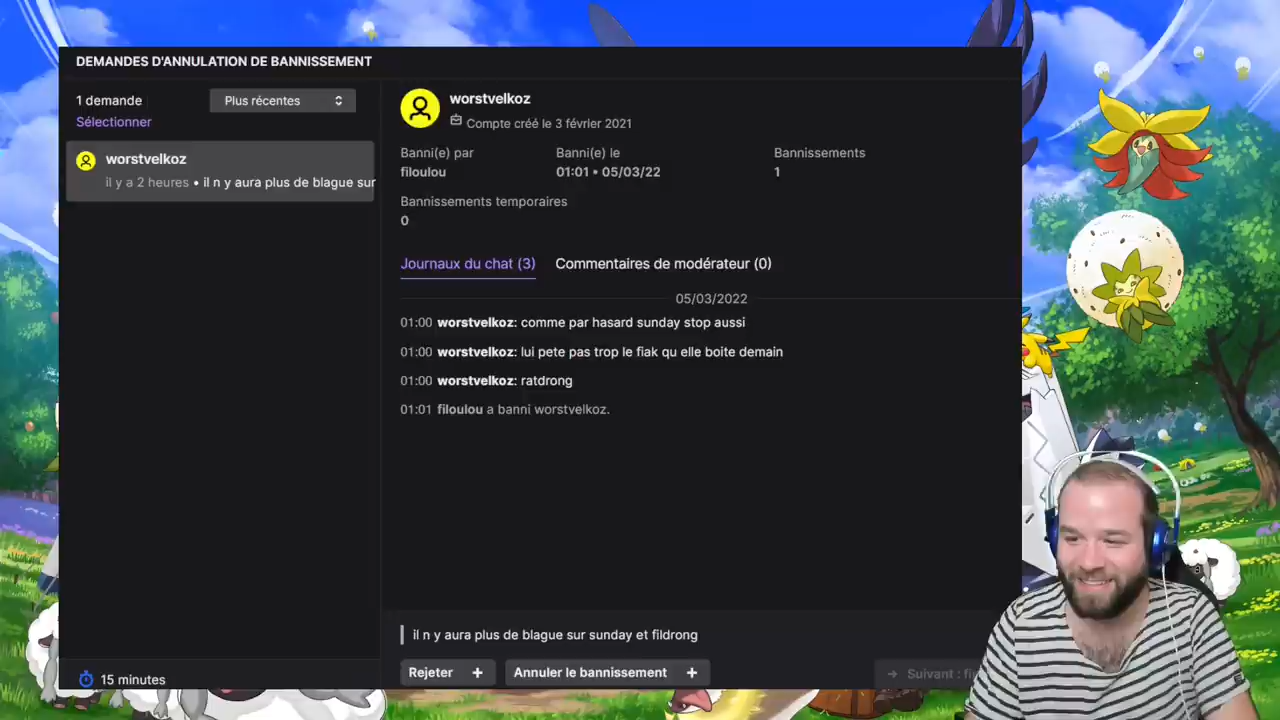 DEMANDES D'ANNULATION DE BANNISSEMENT
1 demande
Plus récentes
Sélectionner
worstvelkoz
il y a 2 heures • il n y aura plus de blague sur
15 minutes
worstvelkoz
Compte créé le 3 février 2021
Banni(e) par
filoulou
Banni(e) le
01:01 • 05/03/22
Bannissements
1
Bannissements temporaires
0
Journaux du chat (3)
Commentaires de modérateur (0)
05/03/2022
01:00 worstvelkoz: comme par hasard sunday stop aussi
01:00 worstvelkoz: lui pete pas trop le fiak qu elle boite demain
01:00 worstvelkoz: ratdrong
01:01 filoulou a banni worstvelkoz.
il n y aura plus de blague sur sunday et fildrong
Rejeter +
Annuler le bannissement +
→ Suivant :